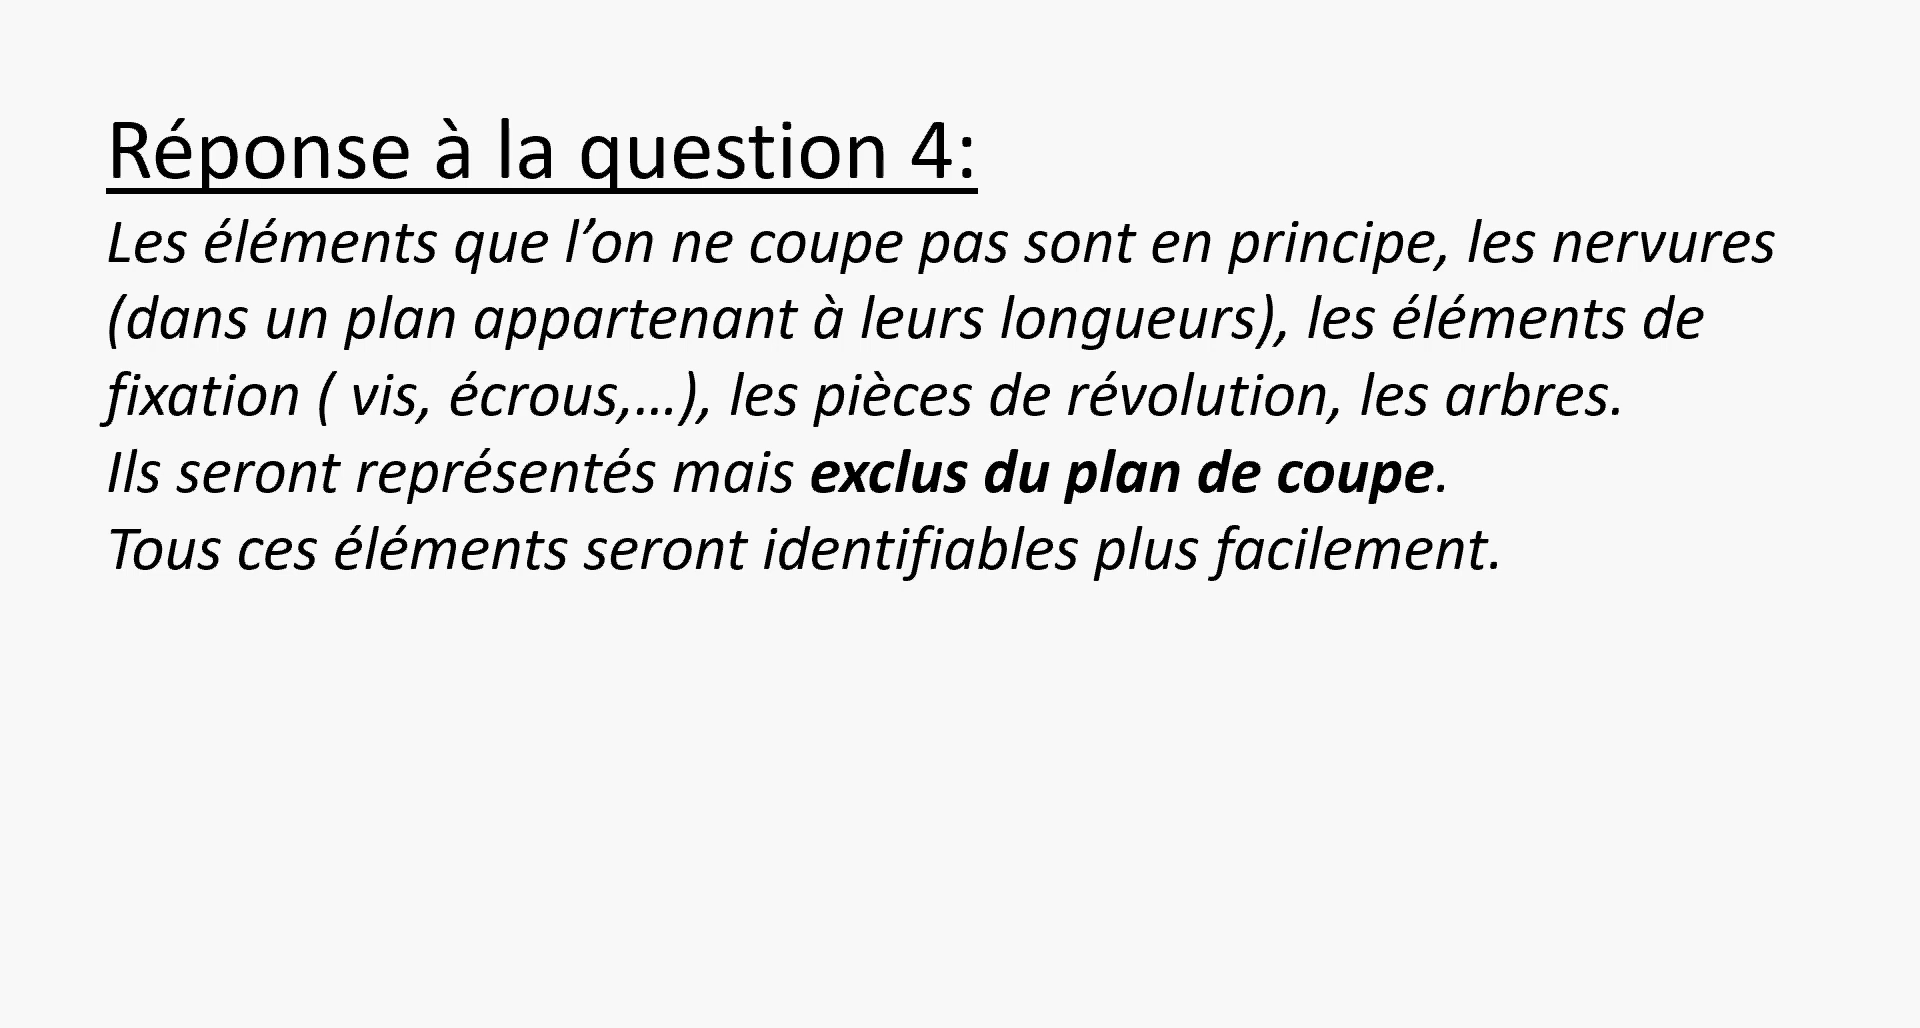 Réponse à la question 4:
Les éléments que l’on ne coupe pas sont en principe, les nervures
(dans un plan appartenant à leurs longueurs), les éléments de
fixation ( vis, écrous,…), les pièces de révolution, les arbres.
Ils seront représentés mais exclus du plan de coupe.
Tous ces éléments seront identifiables plus facilement.